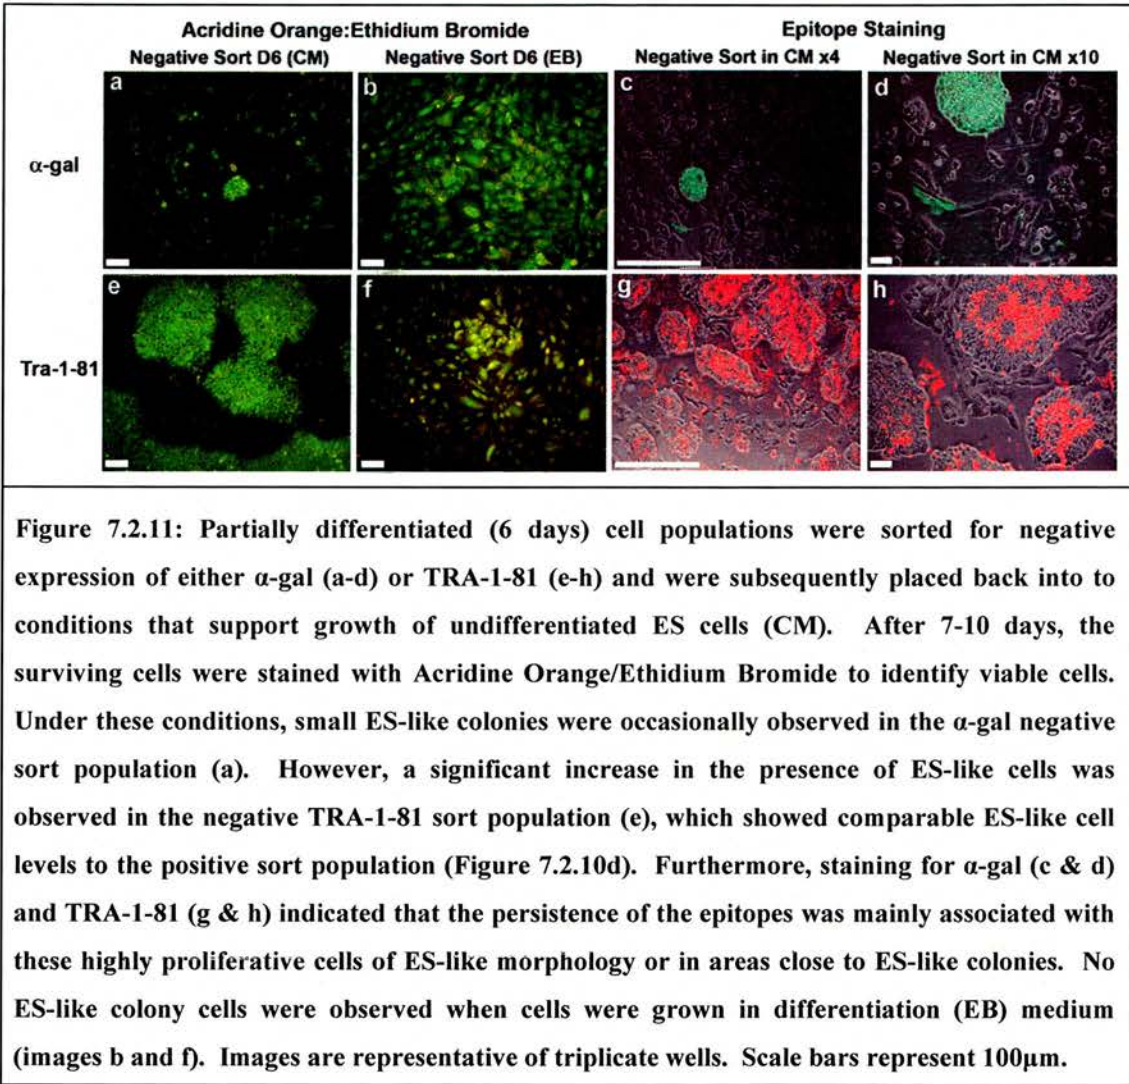 Acridine Orange:Ethidium Bromide
Epitope Staining
Negative Sort D6 (CM)
Negative Sort D6 (EB)
Negative Sort in CM x4
Negative Sort in CM x10
a
b
c
d
α-gal
e
f
g
h
Tra-1-81
Figure 7.2.11: Partially differentiated (6 days) cell populations were sorted for negative
expression of either α-gal (a-d) or TRA-1-81 (e-h) and were subsequently placed back into to
conditions that support growth of undifferentiated ES cells (CM). After 7-10 days, the
surviving cells were stained with Acridine Orange/Ethidium Bromide to identify viable cells.
Under these conditions, small ES-like colonies were occasionally observed in the α-gal negative
sort population (a). However, a significant increase in the presence of ES-like cells was
observed in the negative TRA-1-81 sort population (e), which showed comparable ES-like cell
levels to the positive sort population (Figure 7.2.10d). Furthermore, staining for α-gal (c & d)
and TRA-1-81 (g & h) indicated that the persistence of the epitopes was mainly associated with
these highly proliferative cells of ES-like morphology or in areas close to ES-like colonies. No
ES-like colony cells were observed when cells were grown in differentiation (EB) medium
(images b and f). Images are representative of triplicate wells. Scale bars represent 100µm.